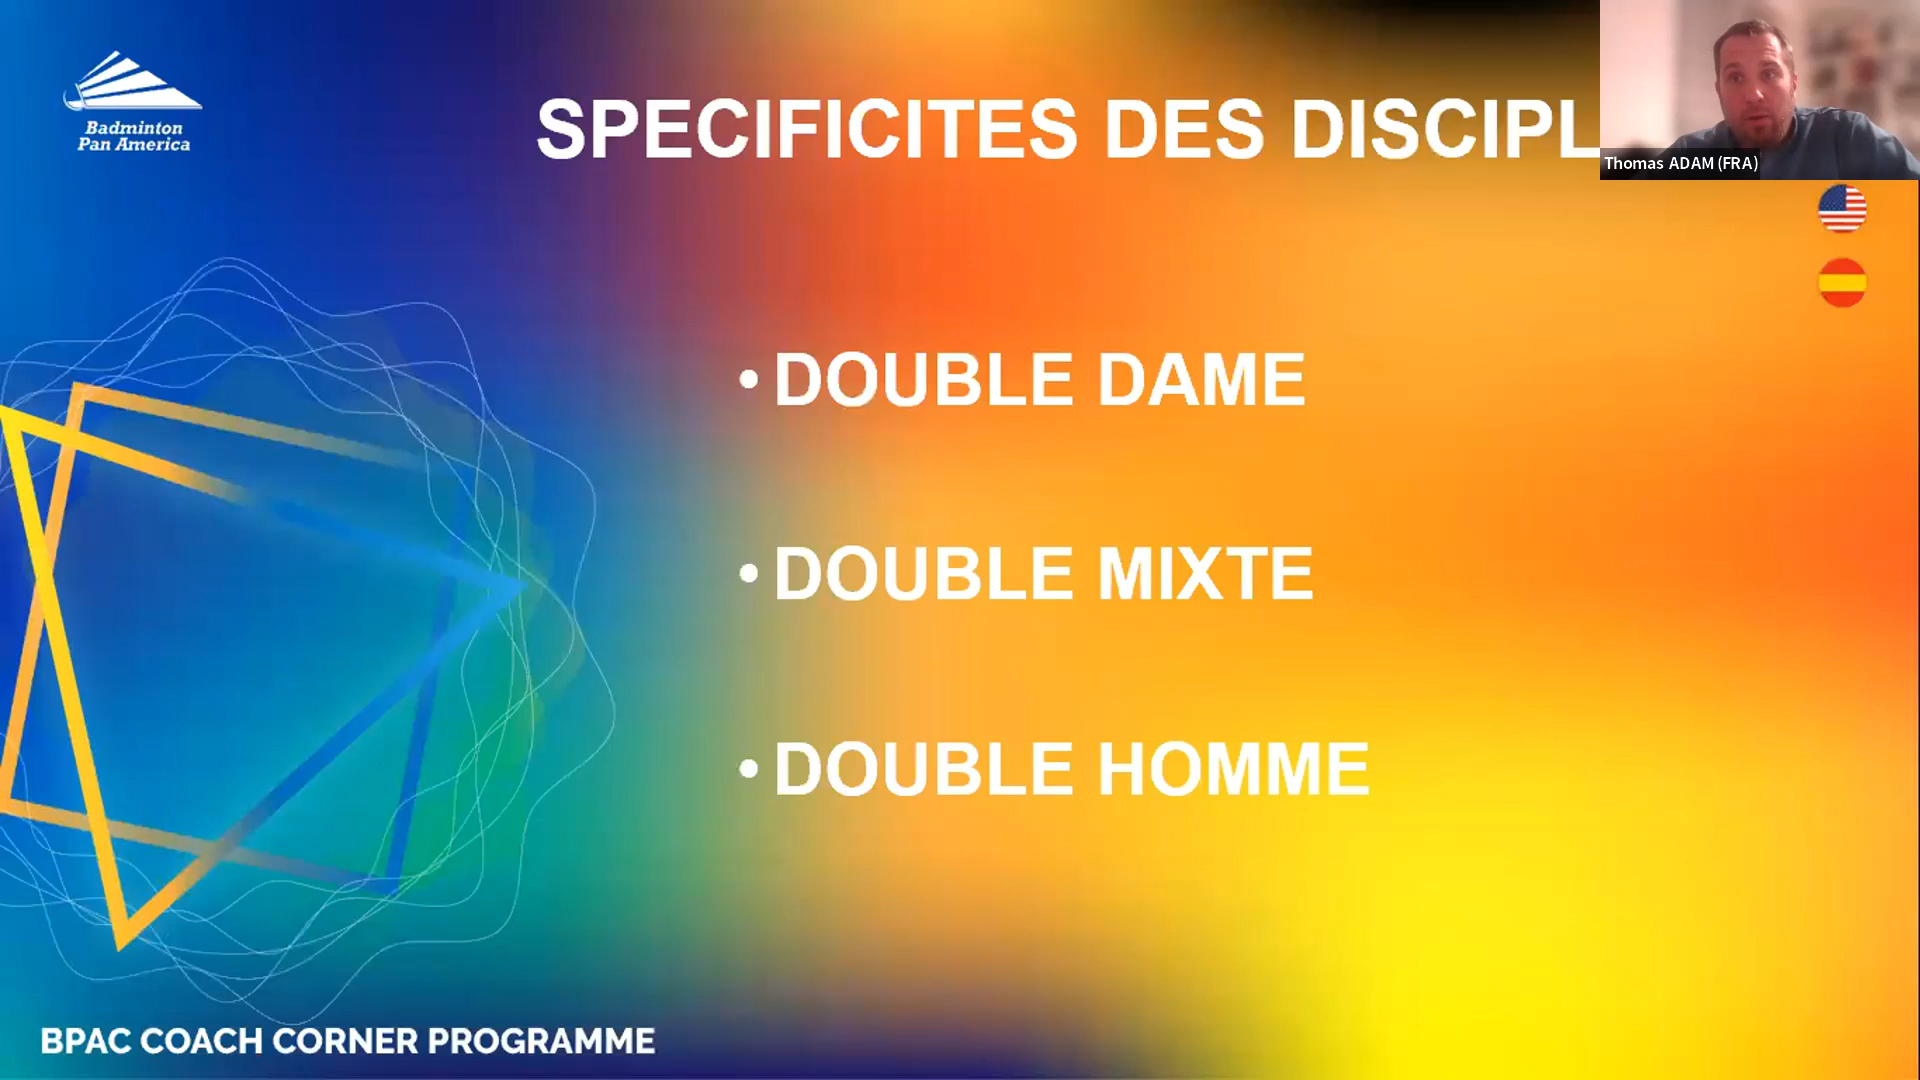 Badminton
Pan America
SPECIFICITES DES DISCIPL
Thomas ADAM (FRA)
• DOUBLE DAME
• DOUBLE MIXTE
• DOUBLE HOMME
BPAC COACH CORNER PROGRAMME